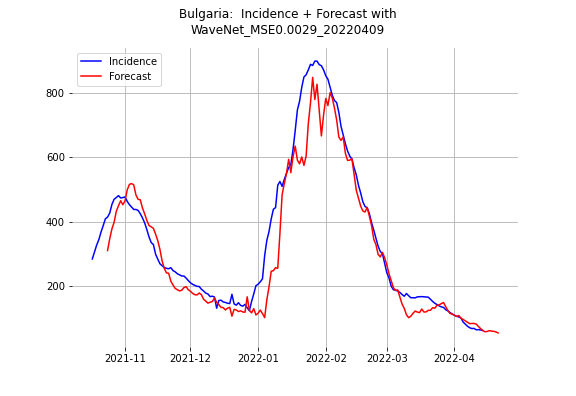 Bulgaria:  Incidence + Forecast with
WaveNet_MSE0.0029_20220409
Incidence
Forecast
800
600
400
200
2021-11
2021-12
2022-01
2022-02
2022-03
2022-04